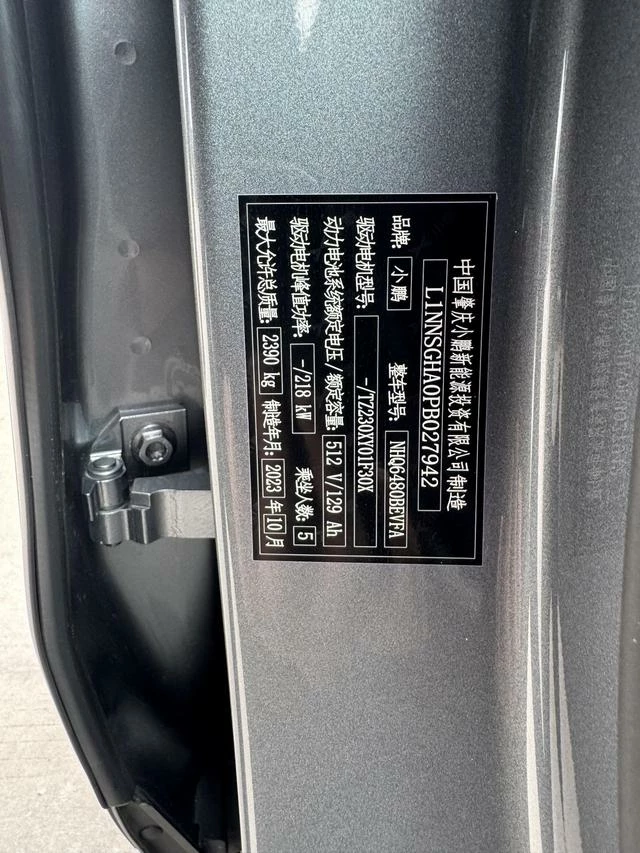 中国肇庆小鹏新能源投资有限公司 制造
L1NNSGHA0PB027942
品牌: 小鹏 整车型号: NHQ6480BEVFA
驱动电机型号: -/TZ230XY01F30X
动力电池系统额定电压/额定容量: 512 V/129 Ah
驱动电机峰值功率: -/218 kW 乘坐人数: 5
最大允许总质量: 2390 kg 制造年月: 2023 年 10 月